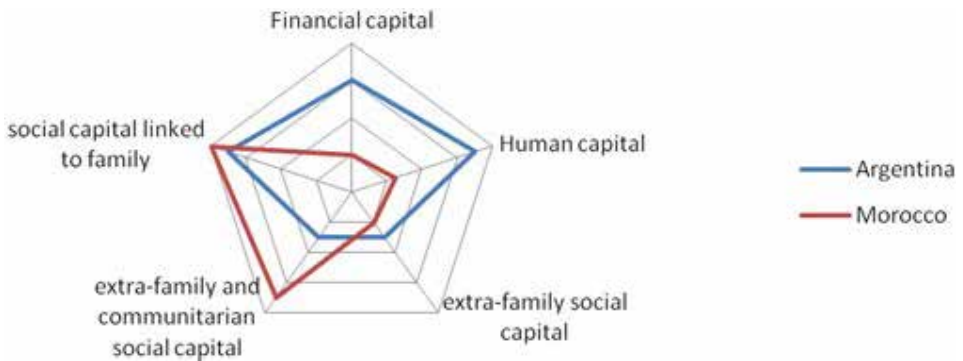 Financial capital
social capital linked
to family
Human capital
Argentina
Morocco
extra-family and
communitarian
social capital
extra-family social
capital